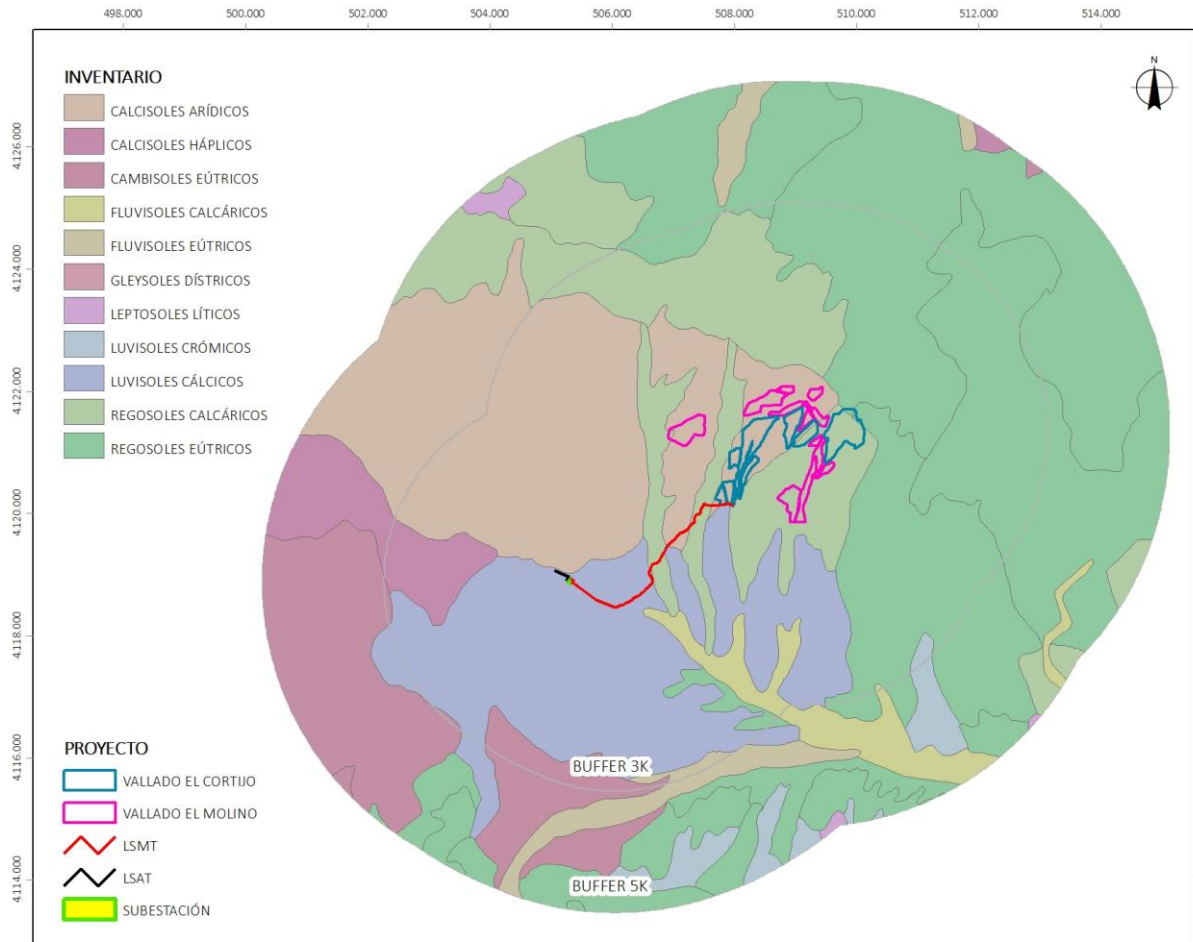 498.000 500.000 502.000 504.000 506.000 508.000 510.000 512.000 514.000
N
INVENTARIO
CALCISOLES ARÍDICOS
CALCISOLES HÁPLICOS
CAMBISOLES EÚTRICOS
FLUVISOLES CALCÁRICOS
FLUVISOLES EÚTRICOS
GLEYSOLES DÍSTRICOS
LEPTOSOLES LÍTICOS
LUVISOLES CRÓMICOS
LUVISOLES CÁLCICOS
REGOSOLES CALCÁRICOS
REGOSOLES EÚTRICOS
4.126.000
4.124.000
4.122.000
4.120.000
4.118.000
4.116.000
4.114.000
BUFFER 3K
BUFFER 5K
PROYECTO
VALLADO EL CORTIJO
VALLADO EL MOLINO
LSMT
LSAT
SUBESTACIÓN